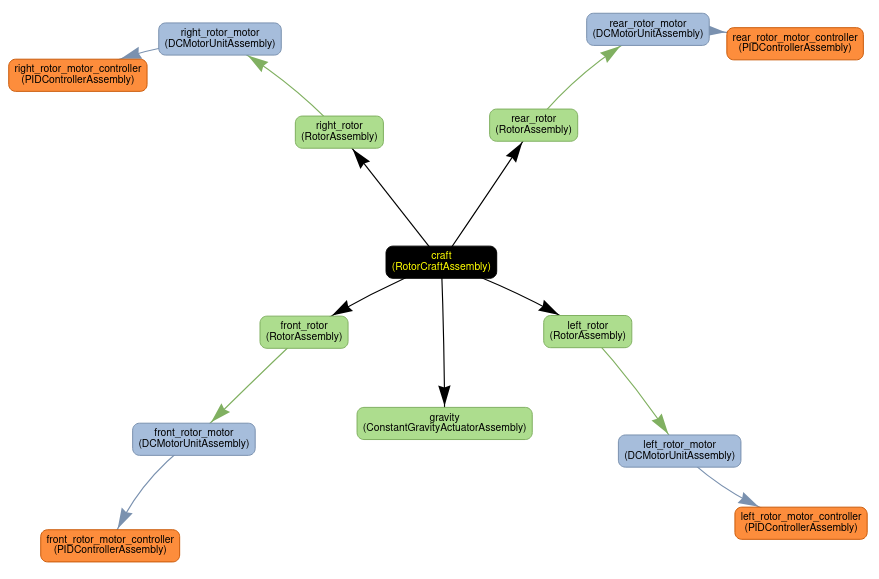 right_rotor_motor
(DCMotorUnitAssembly)
rear_rotor_motor
(DCMotorUnitAssembly)
right_rotor_motor_controller
(PIDControllerAssembly)
rear_rotor_motor_controller
(PIDControllerAssembly)
right_rotor
(RotorAssembly)
rear_rotor
(RotorAssembly)
craft
(RotorCraftAssembly)
front_rotor
(RotorAssembly)
left_rotor
(RotorAssembly)
gravity
(ConstantGravityActuatorAssembly)
front_rotor_motor
(DCMotorUnitAssembly)
left_rotor_motor
(DCMotorUnitAssembly)
front_rotor_motor_controller
(PIDControllerAssembly)
left_rotor_motor_controller
(PIDControllerAssembly)